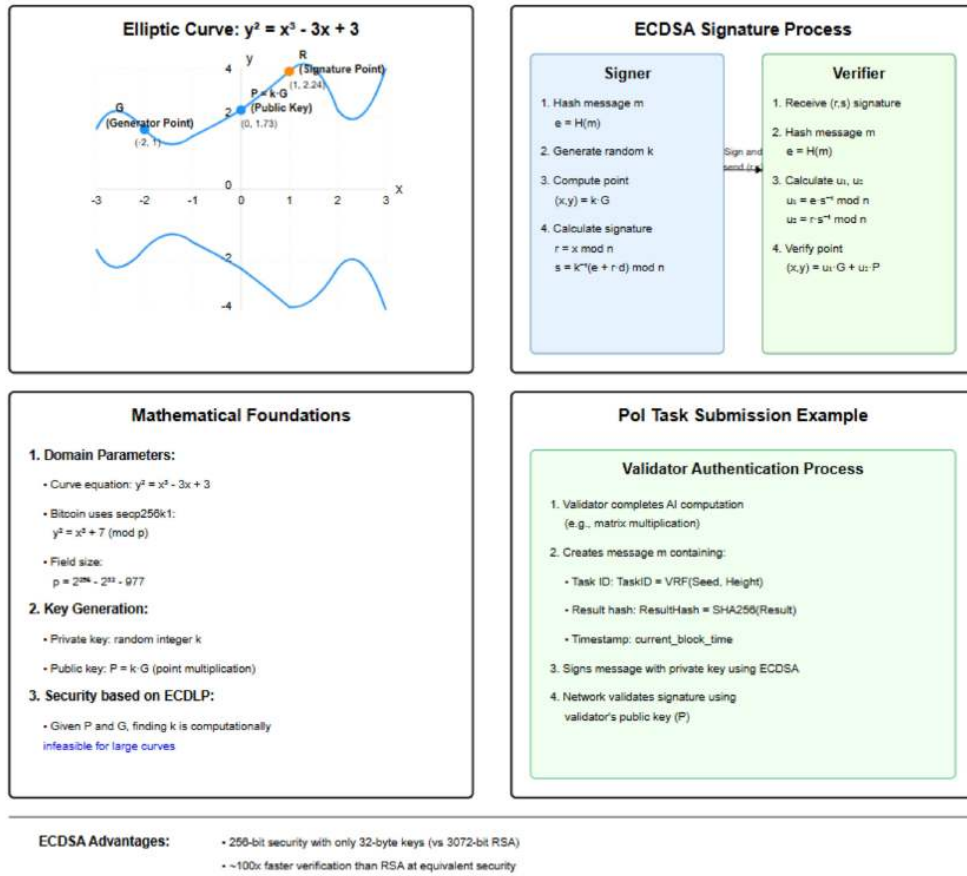 Elliptic Curve: y² = x³ - 3x + 3
y
R
(Signature Point)
(1, 2.24)
4
P = k·G
(Public Key)
(0, 1.73)
G
(Generator Point)
(-2, 1)
2
0
x
-3 -2 -1 0 1 2 3
-2
-4
ECDSA Signature Process
Signer
1. Hash message m
e = H(m)
2. Generate random k
3. Compute point
(x,y) = k·G
4. Calculate signature
r = x mod n
s = k⁻¹(e + r·d) mod n
Sign and
send (r,s)
Verifier
1. Receive (r,s) signature
2. Hash message m
e = H(m)
3. Calculate u₁, u₂
u₁ = e·s⁻¹ mod n
u₂ = r·s⁻¹ mod n
4. Verify point
(x,y) = u₁·G + u₂·P
Mathematical Foundations
1. Domain Parameters:
• Curve equation: y² = x³ - 3x + 3
• Bitcoin uses secp256k1:
y² = x³ + 7 (mod p)
• Field size:
p = 2²⁵⁶ - 2³² - 977
2. Key Generation:
• Private key: random integer k
• Public key: P = k·G (point multiplication)
3. Security based on ECDLP:
• Given P and G, finding k is computationally
infeasible for large curves
PoI Task Submission Example
Validator Authentication Process
1. Validator completes AI computation
(e.g., matrix multiplication)
2. Creates message m containing:
• Task ID: TaskID = VRF(Seed, Height)
• Result hash: ResultHash = SHA256(Result)
• Timestamp: current_block_time
3. Signs message with private key using ECDSA
4. Network validates signature using
validator's public key (P)
ECDSA Advantages:
• 256-bit security with only 32-byte keys (vs 3072-bit RSA)
• ~100x faster verification than RSA at equivalent security